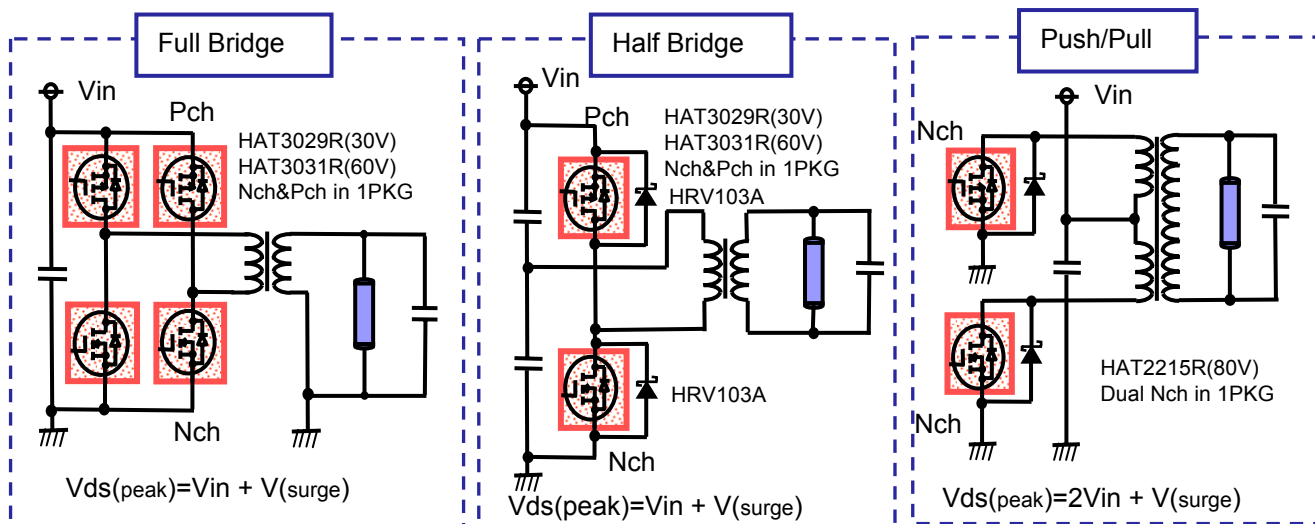 Full Bridge
Vin
Pch
HAT3029R(30V)
HAT3031R(60V)
Nch&Pch in 1PKG
Nch
Vds(peak)=Vin + V(surge)
Half Bridge
Vin
Pch
HAT3029R(30V)
HAT3031R(60V)
Nch&Pch in 1PKG
HRV103A
HRV103A
Nch
Vds(peak)=Vin + V(surge)
Push/Pull
Vin
Nch
HAT2215R(80V)
Dual Nch in 1PKG
Nch
Vds(peak)=2Vin + V(surge)